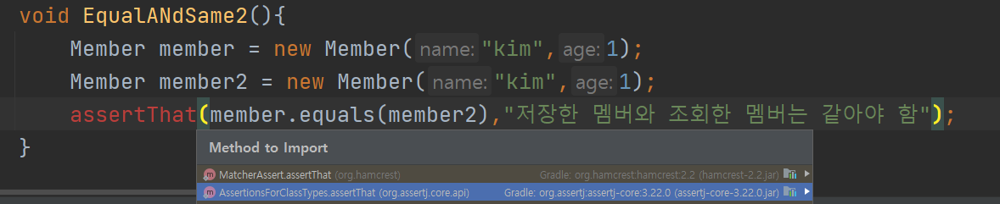 void EqualANdSame2(){
Member member = new Member( name: "kim", age: 1);
Member member2 = new Member( name: "kim", age: 1);
assertThat(member.equals(member2),"저장한 멤버와 조회한 멤버는 같아야 함");
}
Method to Import
MatcherAssert.assertThat (org.hamcrest) Gradle: org.hamcrest:hamcrest:2.2 (hamcrest-2.2.jar)
AssertionsForClassTypes.assertThat (org.assertj.core.api) Gradle: org.assertj:assertj-core:3.22.0 (assertj-core-3.22.0.jar)